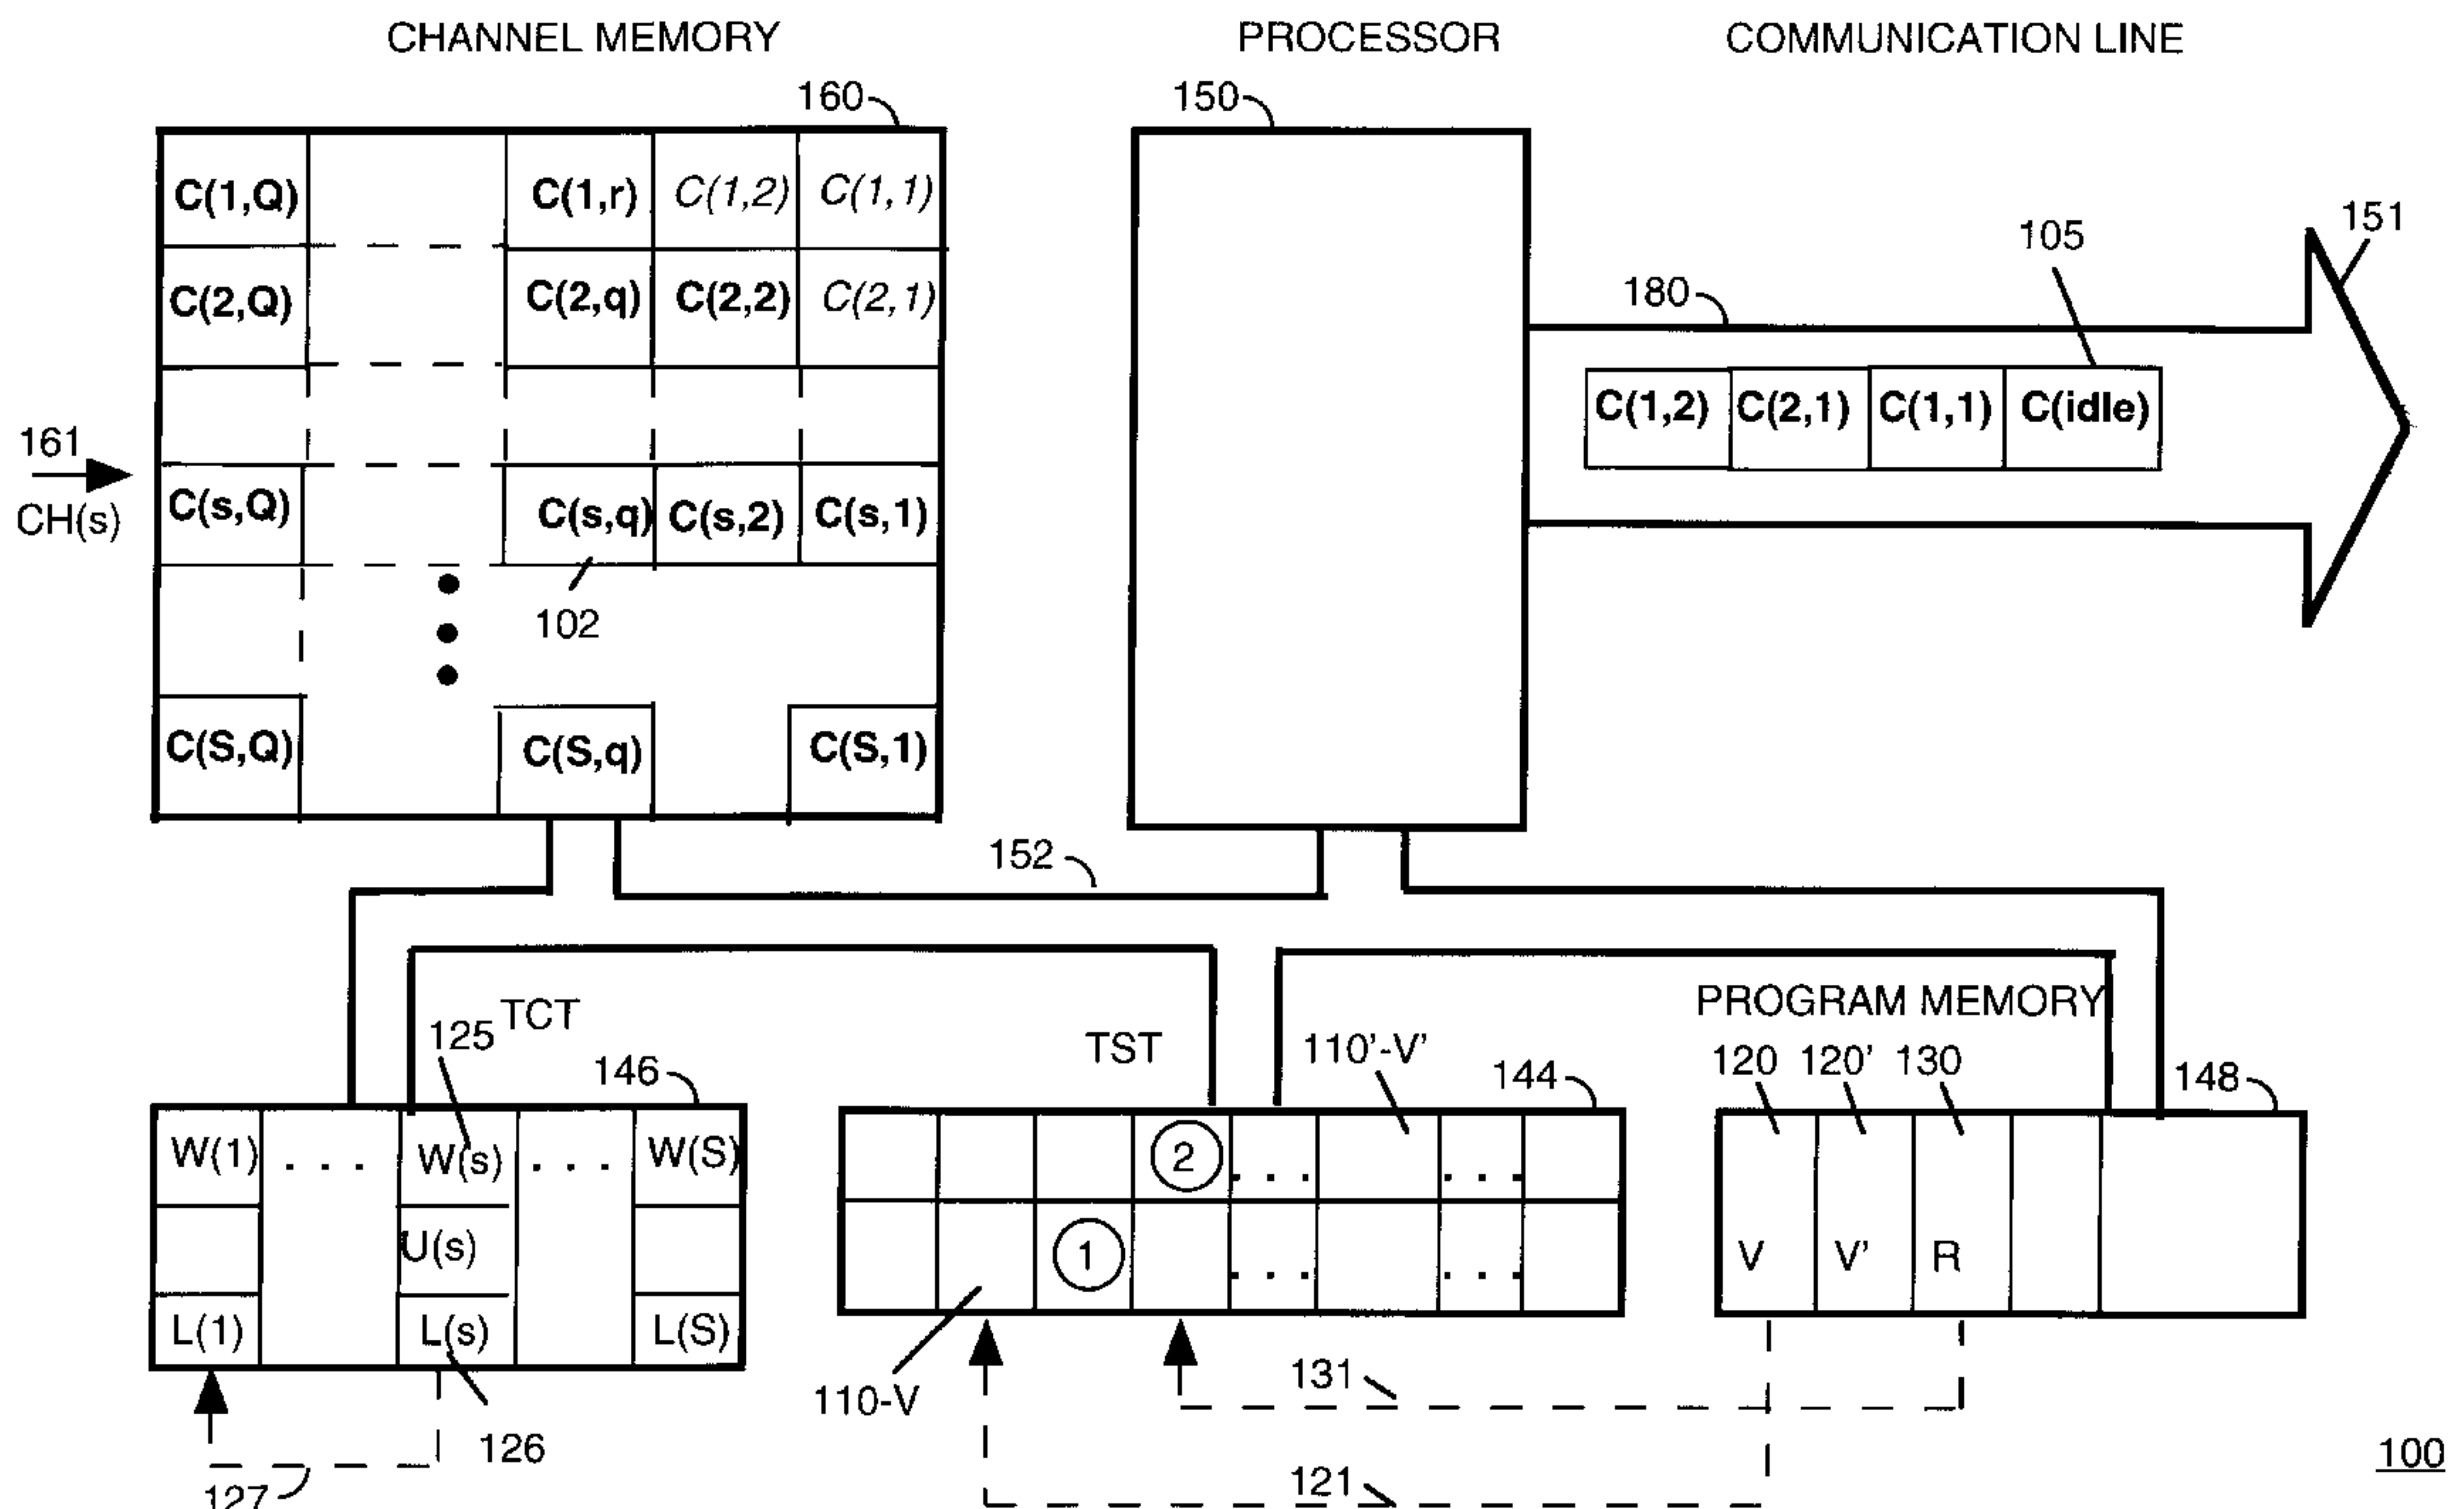 CHANNEL MEMORY
PROCESSOR
COMMUNICATION LINE
160
150
151
105
180
C(1,Q) C(1,r) C(1,2) C(1,1)
C(2,Q) C(2,q) C(2,2) C(2,1)
C(1,2) C(2,1) C(1,1) C(idle)
161
CH(s)
C(s,Q) C(s,q) C(s,2) C(s,1)
102
C(S,Q) C(S,q) C(S,1)
152
TCT
125
146
TST
110'-V'
144
PROGRAM MEMORY
120 120' 130
148
W(1) . . . W(s) . . . W(S)
U(s)
L(1) L(s) L(S)
2 . . . . . .
1 . . . . . .
V V' R
110-V
131
126
127
121
100